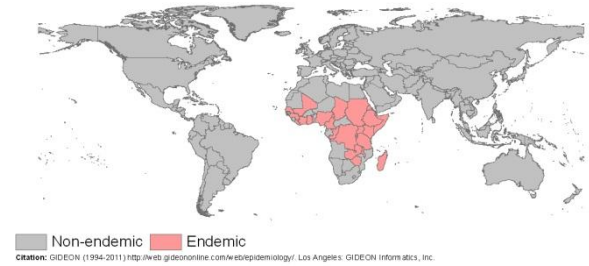 Non-endemic Endemic
Citation: GIDEON (1994-2011) http://web.gideononline.com/web/epidemiology/. Los Angeles: GIDEON Informatics, Inc.